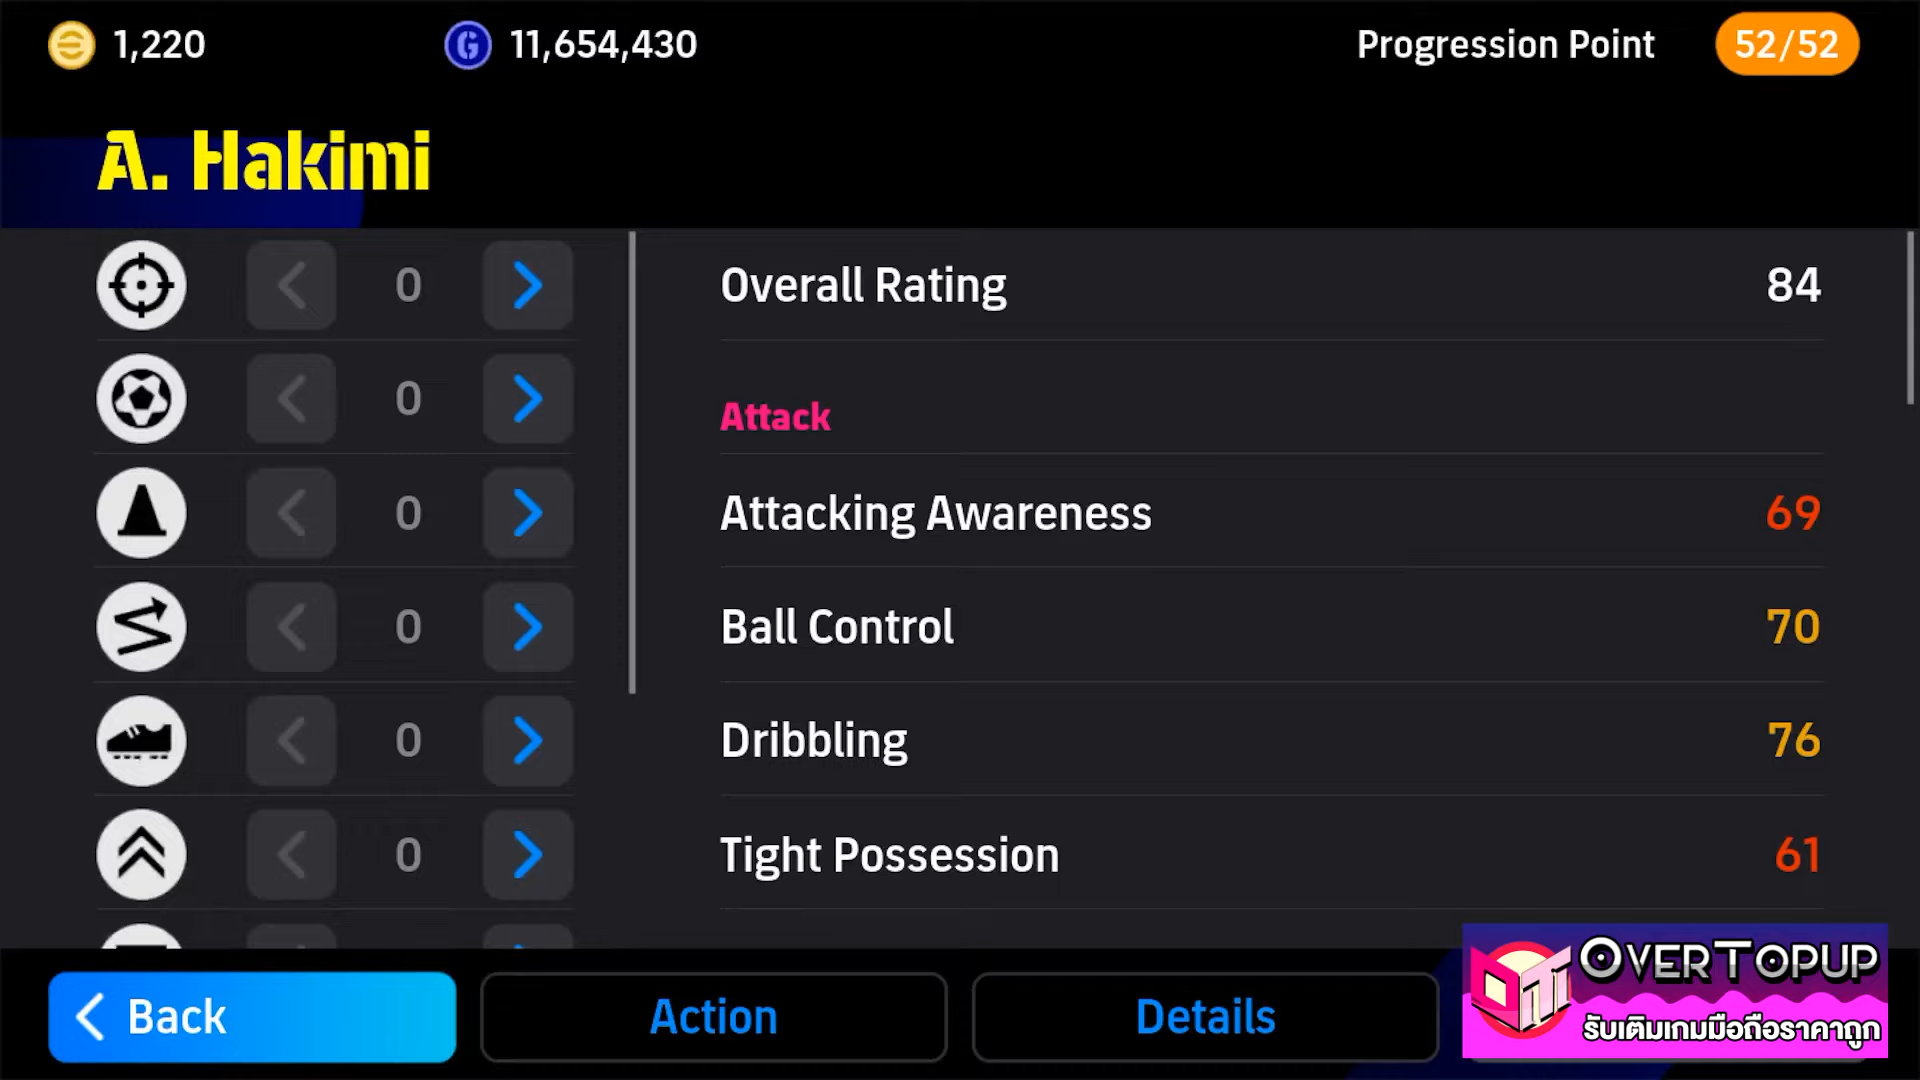 1,220
11,654,430
Progression Point
52/52
A. Hakimi
0
Overall Rating
84
0
Attack
0
Attacking Awareness
69
0
Ball Control
70
0
Dribbling
76
0
Tight Possession
61
Back
Action
Details
OVERTOPUP
รับเติมเกมมือถือราคาถูก